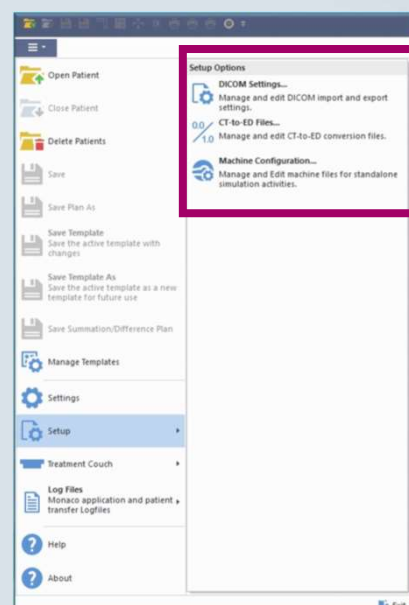 Open Patient
Close Patient
Delete Patients
Save
Save Plan As
Save Template
Save the active template with
changes
Save Template As
Save the active template as a new
template for future use
Save Summation/Difference Plan
Manage Templates
Settings
Setup
Treatment Couch
Log Files
Monaco application and patient
transfer Logfiles
Help
About
Setup Options
DICOM Settings...
Manage and edit DICOM import and export
settings.
0.0/1.0
CT-to-ED Files...
Manage and edit CT-to-ED conversion files.
Machine Configuration...
Manage and Edit machine files for standalone
simulation activities.
Exit